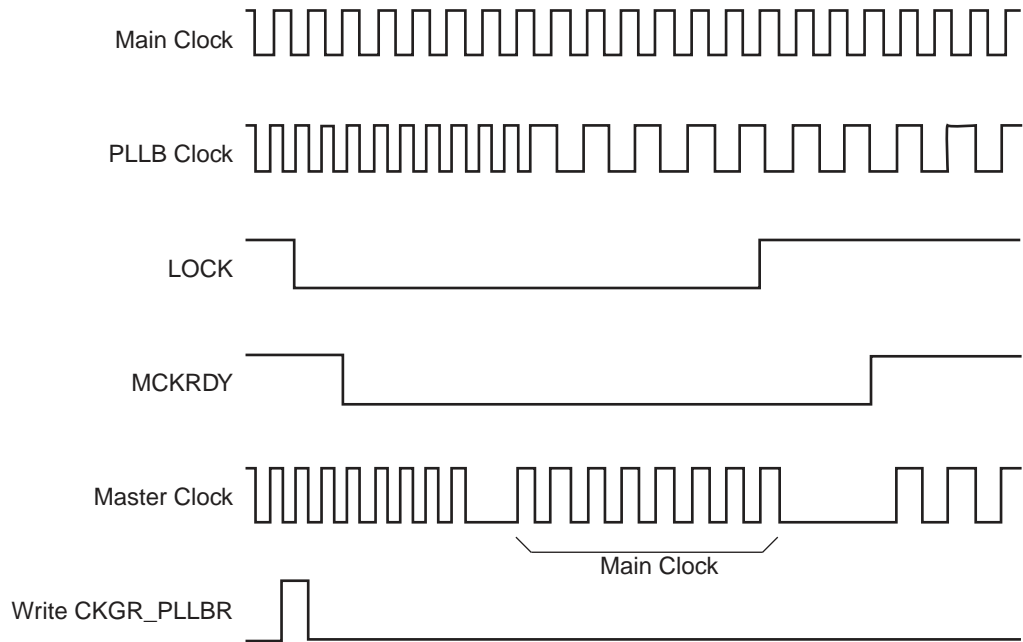 Main Clock
PLLB Clock
LOCK
MCKRDY
Master Clock
Main Clock
Write CKGR_PLLBR